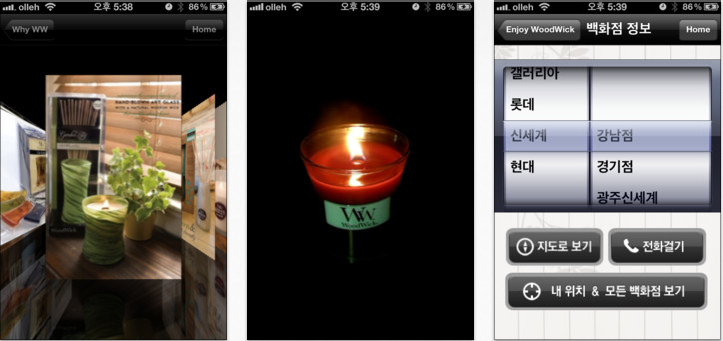 olleh 오후 5:38 86%
Why WW Home
HAND-BLOWN ART GLASS
WoodWick
olleh 오후 5:39 86%
WW
WoodWick
olleh 오후 5:39 86%
Enjoy WoodWick 백화점 정보 Home
갤러리아
롯데
신세계 강남점
현대 경기점
광주신세계
지도로 보기 전화걸기
내 위치 & 모든 백화점 보기